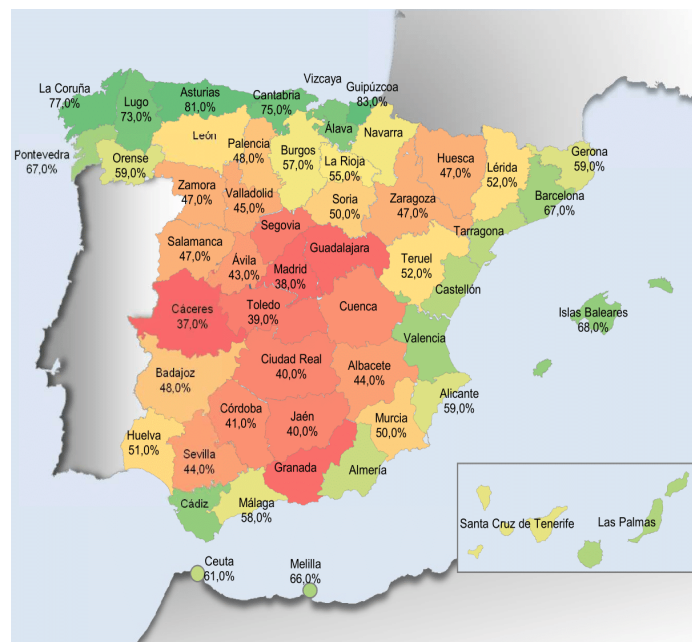 Vizcaya
La Coruña
77,0%
Lugo
73,0%
Asturias
81,0%
Cantabria
75,0%
Guipúzcoa
83,0%
Álava
Navarra
León
Palencia
48,0%
Burgos
57,0%
La Rioja
55,0%
Pontevedra
67,0%
Orense
59,0%
Huesca
47,0%
Lérida
52,0%
Gerona
59,0%
Barcelona
67,0%
Zamora
47,0%
Valladolid
45,0%
Soria
50,0%
Zaragoza
47,0%
Tarragona
Segovia
Salamanca
47,0%
Ávila
43,0%
Madrid
38,0%
Guadalajara
Teruel
52,0%
Castellón
Cáceres
37,0%
Toledo
39,0%
Cuenca
Islas Baleares
68,0%
Valencia
Ciudad Real
40,0%
Albacete
44,0%
Badajoz
48,0%
Alicante
59,0%
Córdoba
41,0%
Jaén
40,0%
Murcia
50,0%
Huelva
51,0%
Sevilla
44,0%
Granada
Almería
Cádiz
Málaga
58,0%
Santa Cruz de Tenerife
Las Palmas
Ceuta
61,0%
Melilla
66,0%